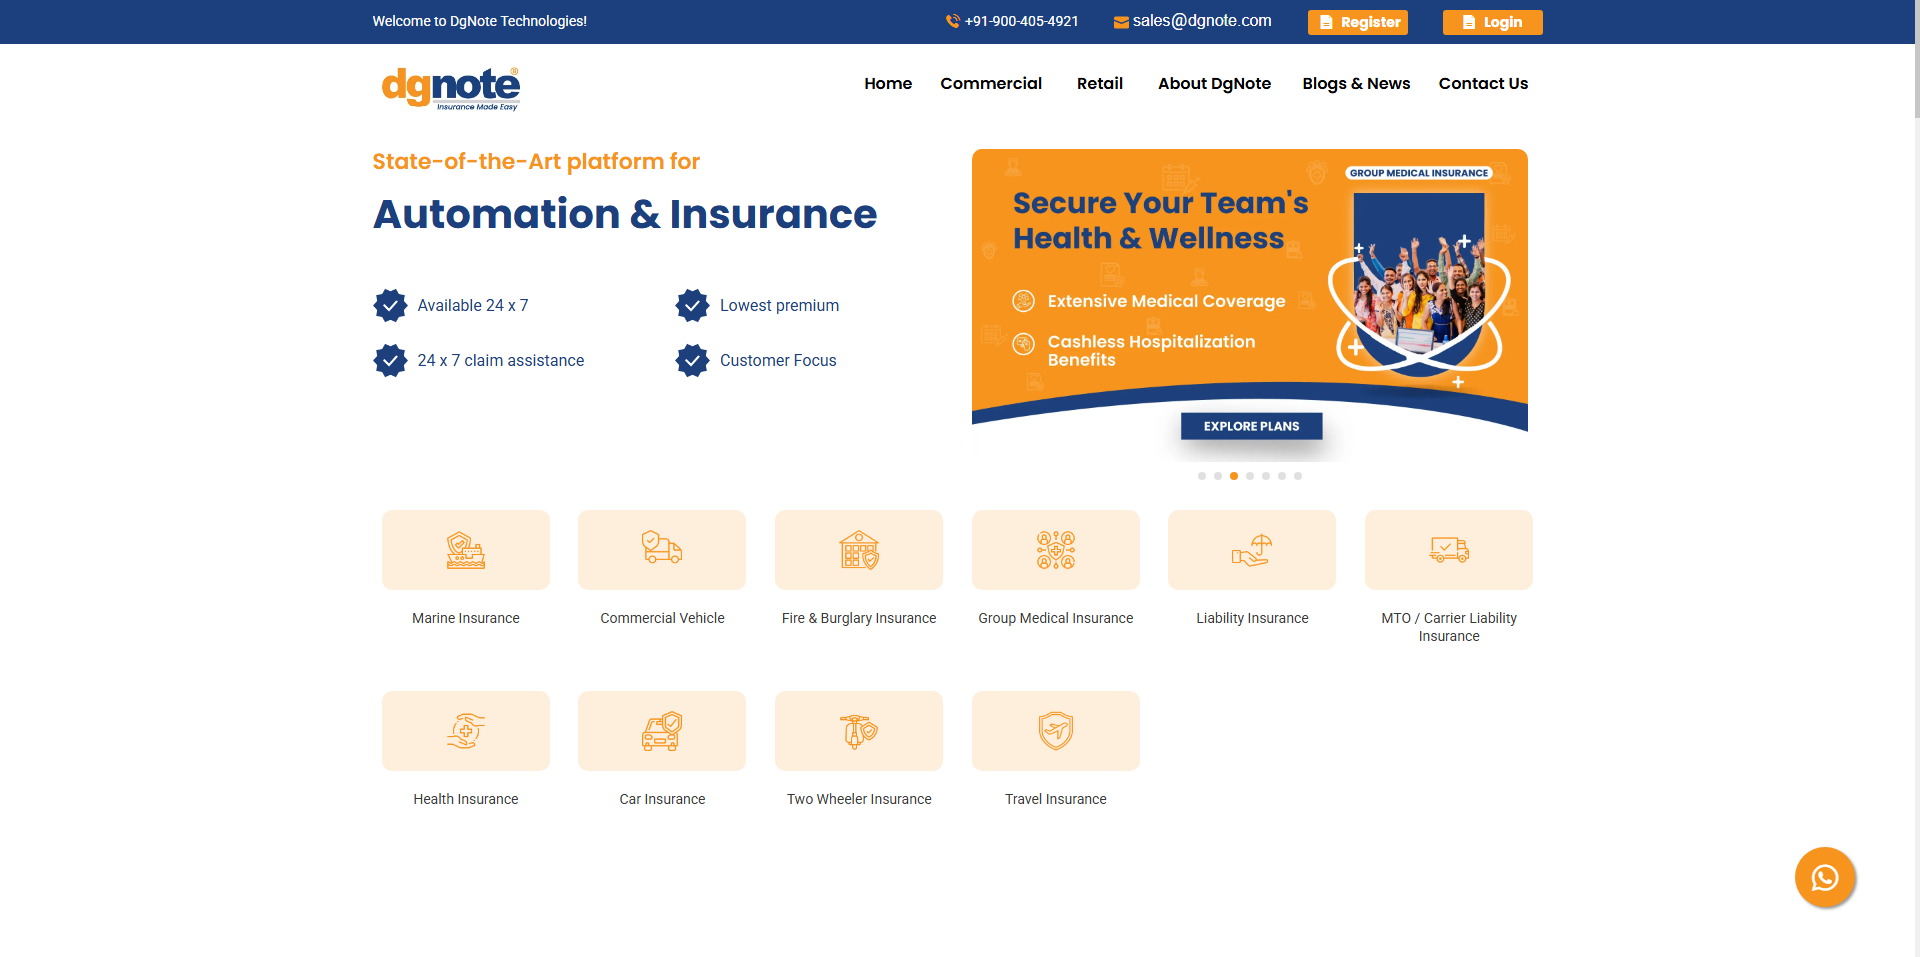 Welcome to DgNote Technologies!
+91-900-405-4921
sales@dgnote.com
Register
Login
dgnote®
Insurance Made Easy
Home
Commercial
Retail
About DgNote
Blogs & News
Contact Us
State-of-the-Art platform for
Automation & Insurance
Available 24 x 7
Lowest premium
24 x 7 claim assistance
Customer Focus
GROUP MEDICAL INSURANCE
Secure Your Team's
Health & Wellness
Extensive Medical Coverage
Cashless Hospitalization
Benefits
EXPLORE PLANS
Marine Insurance
Commercial Vehicle
Fire & Burglary Insurance
Group Medical Insurance
Liability Insurance
MTO / Carrier Liability
Insurance
Health Insurance
Car Insurance
Two Wheeler Insurance
Travel Insurance